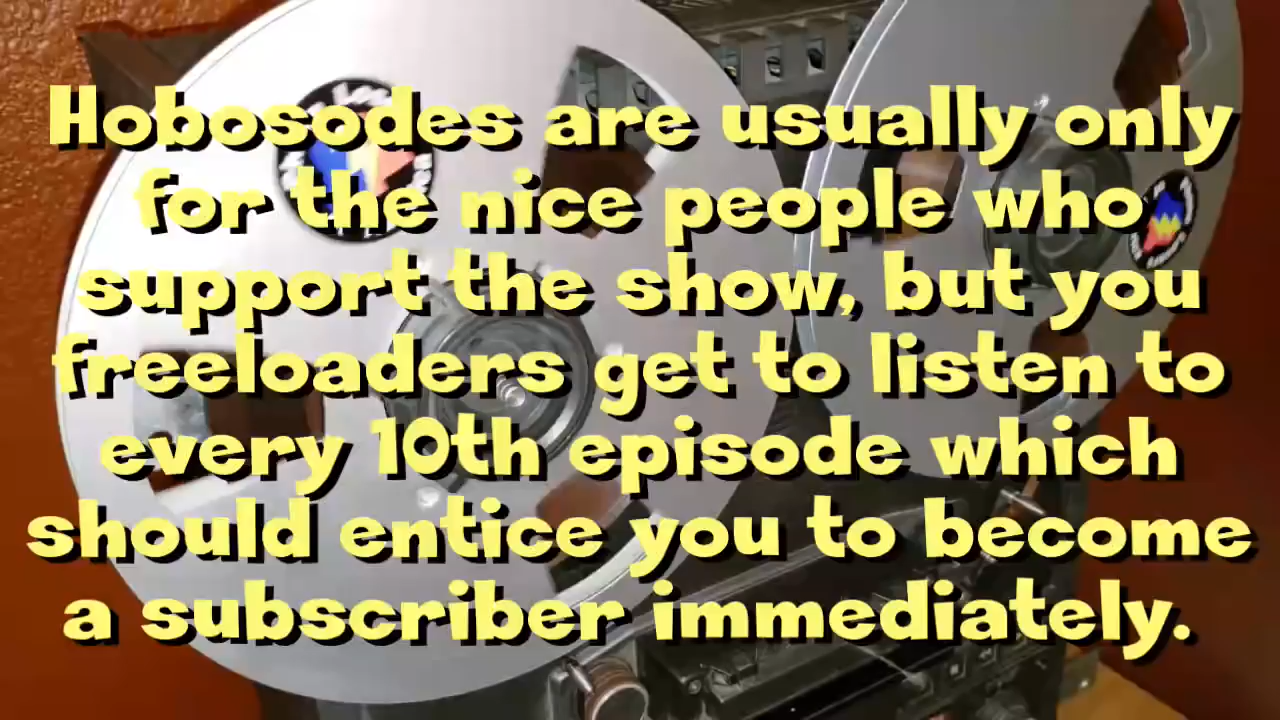 Hobosodes are usually only
for the nice people who
support the show, but you
freeloaders get to listen to
every 10th episode which
should entice you to become
a subscriber immediately.